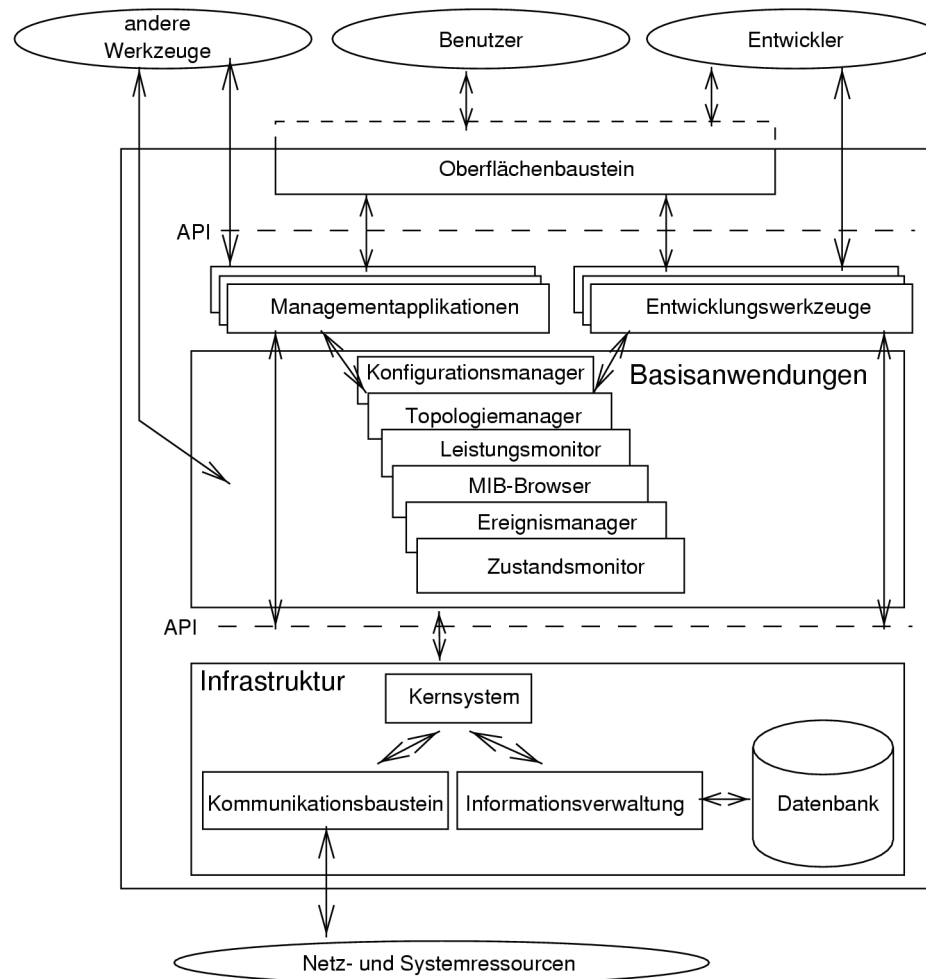 andere
Werkzeuge
Benutzer
Entwickler
Oberflächenbaustein
API
Managementapplikationen
Entwicklungswerkzeuge
Konfigurationsmanager
Basisanwendungen
Topologiemanager
Leistungsmonitor
MIB-Browser
Ereignismanager
Zustandsmonitor
API
Infrastruktur
Kernsystem
Kommunikationsbaustein
Informationsverwaltung
Datenbank
Netz- und Systemressourcen